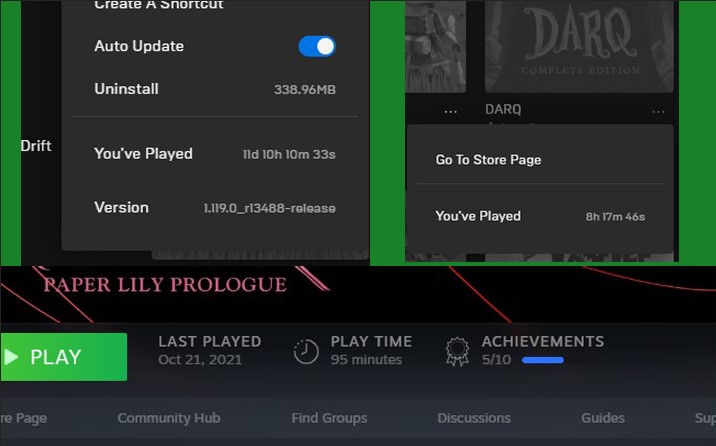 Create A Shortcut
Auto Update
Uninstall 338.96MB
Drift
You've Played 11d 10h 10m 33s
Version 1.119.0_r13488-release
DARQ
COMPLETE EDITION
... ...
DARQ
Go To Store Page
You've Played 8h 17m 46s
PAPER LILY PROLOGUE
PLAY
LAST PLAYED
Oct 21, 2021
PLAY TIME
95 minutes
ACHIEVEMENTS
5/10
re Page Community Hub Find Groups Discussions Guides Sup